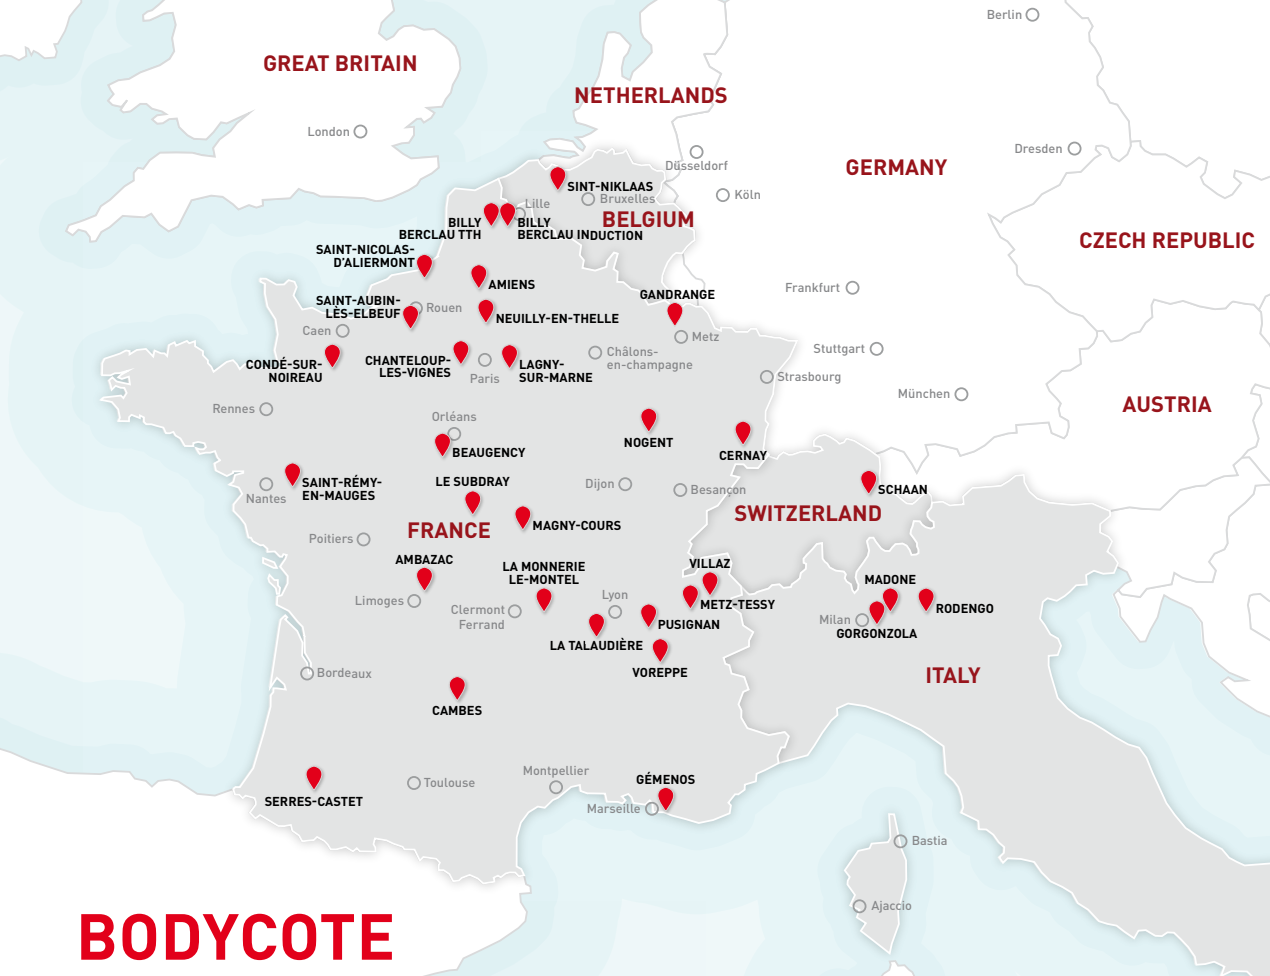 Berlin
GREAT BRITAIN
NETHERLANDS
London
Dresden
Düsseldorf
GERMANY
SINT-NIKLAAS
Köln
Bruxelles
Lille
BELGIUM
BILLY
BERCLAU TTH
BILLY
BERCLAU INDUCTION
CZECH REPUBLIC
SAINT-NICOLAS-
D'ALIERMONT
AMIENS
Frankfurt
GANDRANGE
SAINT-AUBIN-
LÈS-ELBEUF
Rouen
NEUILLY-EN-THELLE
Caen
Metz
Stuttgart
CONDÉ-SUR-
NOIREAU
CHANTELOUP-
LES-VIGNES
Paris
LAGNY-
SUR-MARNE
Châlons-
en-champagne
Strasbourg
München
AUSTRIA
Rennes
Orléans
NOGENT
BEAUGENCY
CERNAY
SAINT-RÉMY-
EN-MAUGES
Nantes
LE SUBDRAY
Dijon
Besançon
SCHAAN
SWITZERLAND
FRANCE
MAGNY-COURS
Poitiers
AMBAZAC
LA MONNERIE
LE-MONTEL
VILLAZ
MADONE
Limoges
Clermont
Ferrand
Lyon
METZ-TESSY
RODENGO
PUSIGNAN
Milan
GORGONZOLA
LA TALAUDIÈRE
VOREPPE
Bordeaux
ITALY
CAMBES
SERRES-CASTET
Toulouse
Montpellier
GÉMENOS
Marseille
Bastia
Ajaccio
BODYCOTE